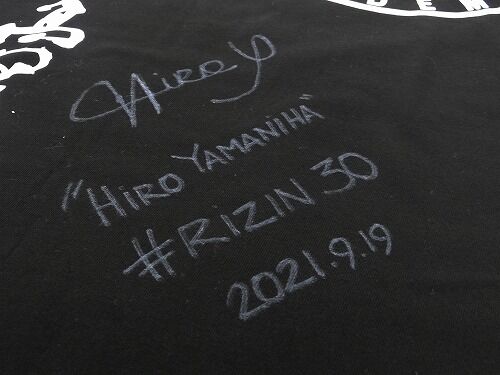 Hiro y
"HIRO YAMANIHA"
#RIZIN 30
2021.9.19